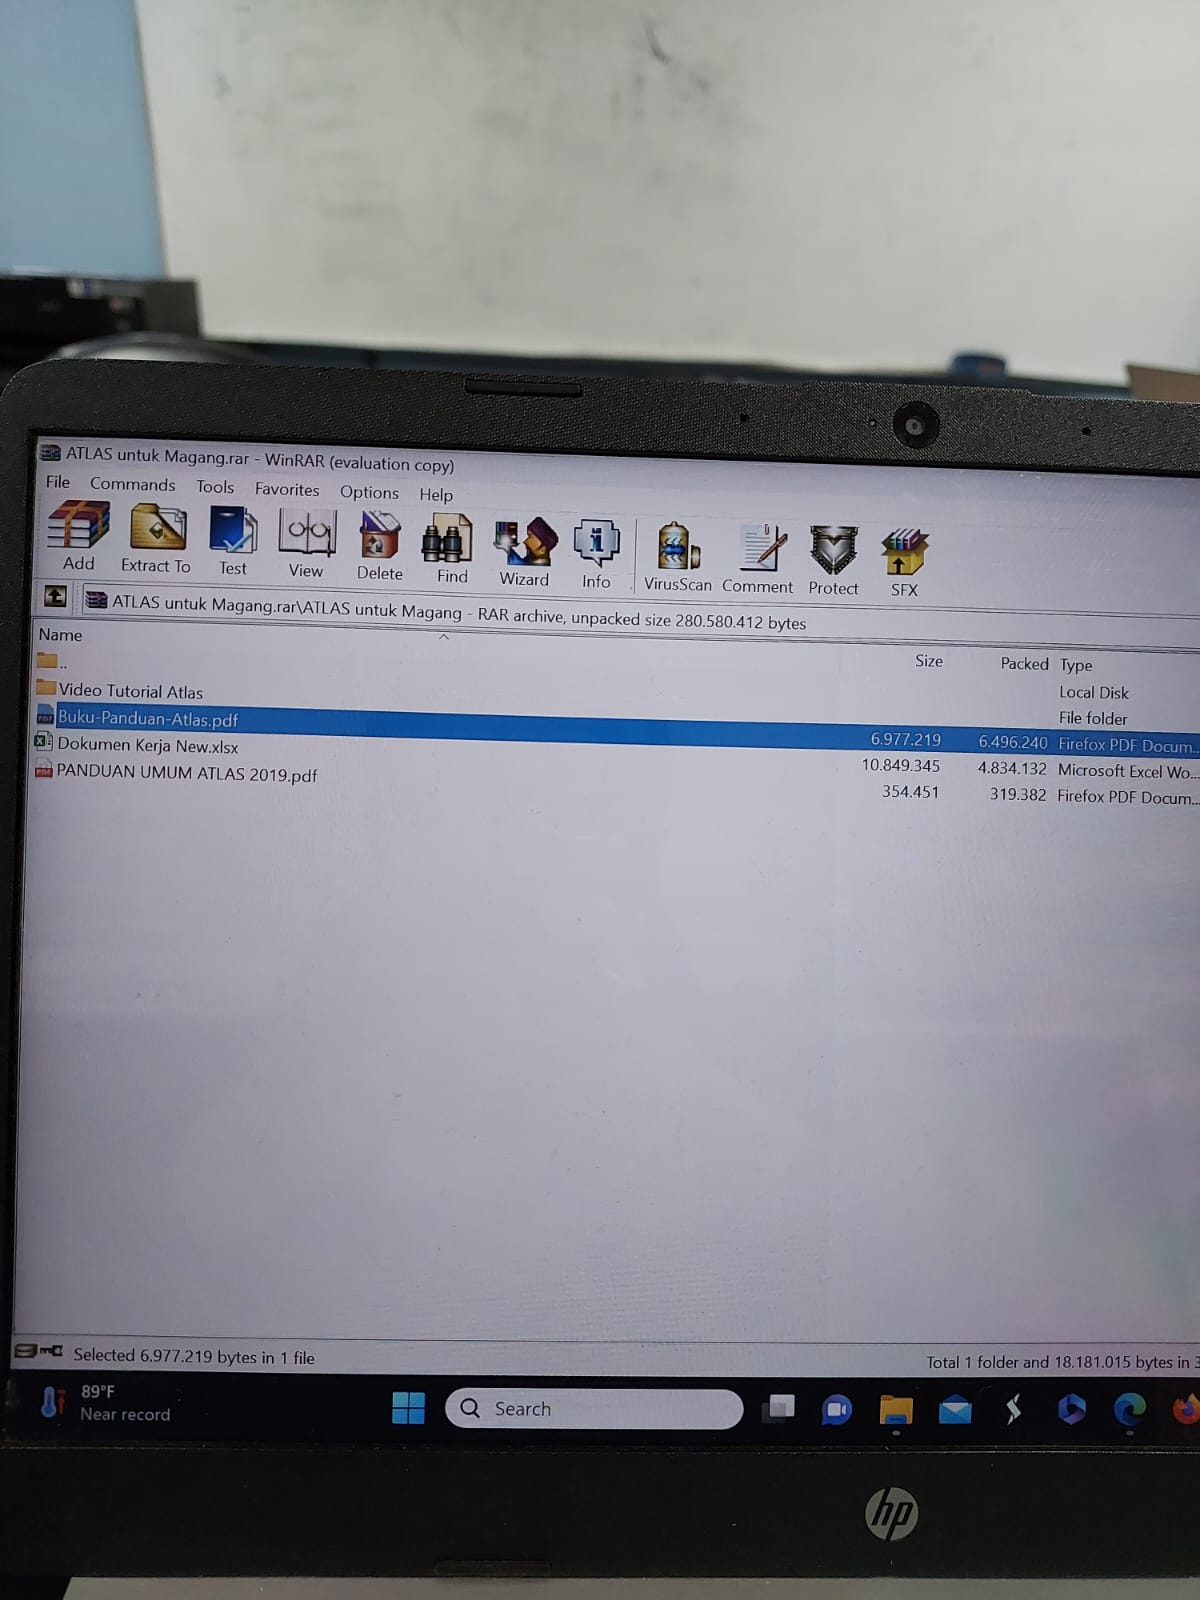 ATLAS untuk Magang.rar - WinRAR (evaluation copy)
File Commands Tools Favorites Options Help
Add Extract To Test View Delete Find Wizard Info VirusScan Comment Protect SFX
ATLAS untuk Magang.rar\ATLAS untuk Magang - RAR archive, unpacked size 280.580.412 bytes
Name Size Packed Type
.. Local Disk
Video Tutorial Atlas File folder
Buku-Panduan-Atlas.pdf 6.977.219 6.496.240 Firefox PDF Docum...
Dokumen Kerja New.xlsx 10.849.345 4.834.132 Microsoft Excel Wo...
PANDUAN UMUM ATLAS 2019.pdf 354.451 319.382 Firefox PDF Docum...
Selected 6.977.219 bytes in 1 file Total 1 folder and 18.181.015 bytes in 3
89°F
Near record
Search
hp